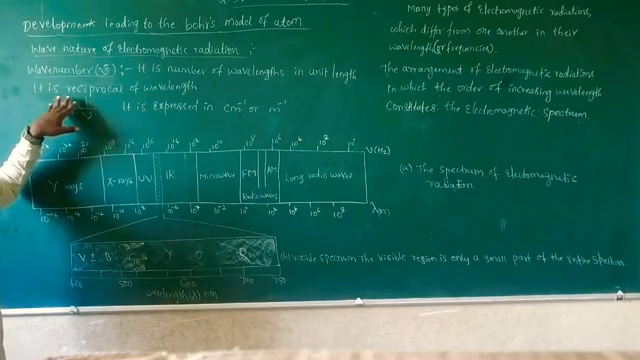 Development leading to the bohr's model of atom
Wave nature of Electromagnetic radiation :-
Wavenumber (ν̅) :- It is number of wavelengths in unit length
It is reciprocal of wavelength
It is Expressed in cm⁻¹ or m⁻¹
Many types of Electromagnetic radiations,
which differ from one another in their
wavelength (or frequencies).
The arrangement of Electromagnetic radiations
in which the order of increasing wavelength
Constitutes the Electromagnetic spectrum.
ν(Hz)
γ rays X-rays UV IR Microwave FM AM Long radio waves
Radio waves
λ,m
(a) The Spectrum of Electromagnetic
radiation
V I B G Y O R
(b) Visible spectrum The visible region is only a small part of the Entire Spectrum.
400 500 600 700 750
wavelength(λ) nm